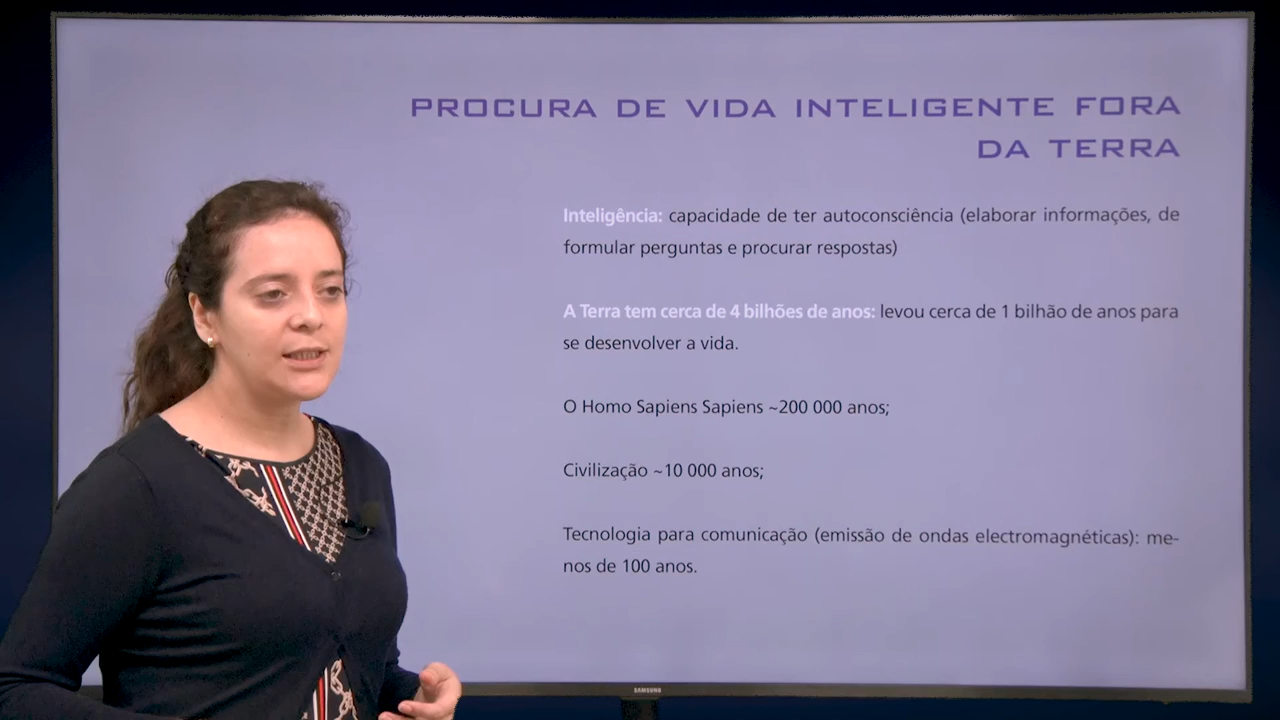 PROCURA DE VIDA INTELIGENTE FORA
DA TERRA
Inteligência: capacidade de ter autoconsciência (elaborar informações, de
formular perguntas e procurar respostas)
A Terra tem cerca de 4 bilhões de anos: levou cerca de 1 bilhão de anos para
se desenvolver a vida.
O Homo Sapiens Sapiens ~200 000 anos;
Civilização ~10 000 anos;
Tecnologia para comunicação (emissão de ondas electromagnéticas): me-
nos de 100 anos.
SAMSUNG